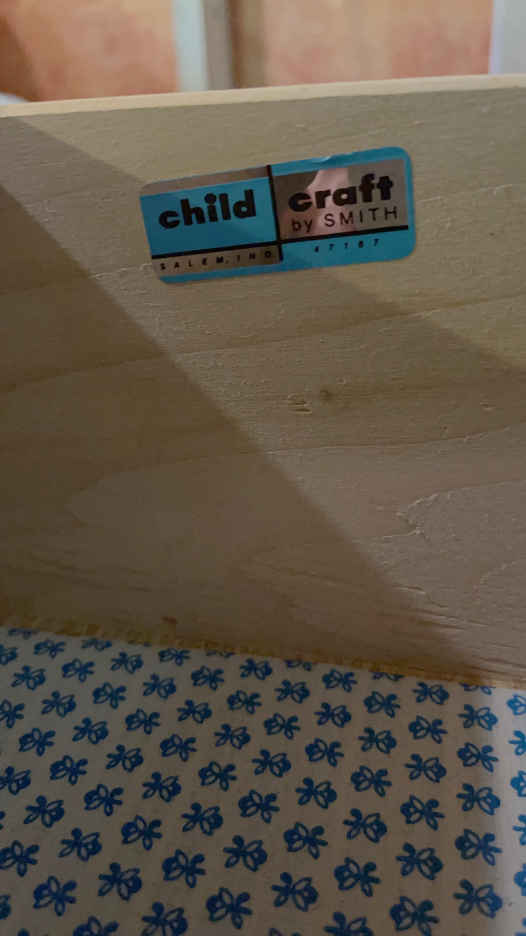 child craft
by SMITH
SALEM, IND. 47167